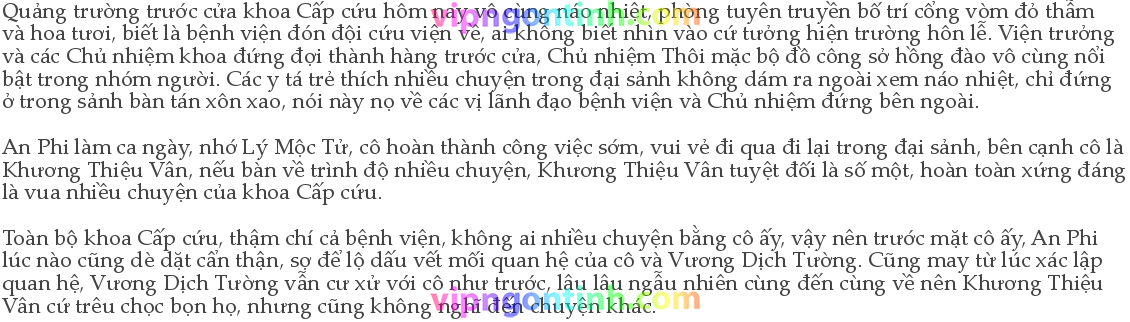 Quảng trường trước cửa khoa Cấp cứu hôm nay vô cùng náo nhiệt, phòng tuyên truyền bố trí cổng vòm đỏ thẫm
và hoa tươi, biết là bệnh viện đón đội cứu viện về, ai không biết nhìn vào cứ tưởng hiện trường hôn lễ. Viện trưởng
và các Chủ nhiệm khoa đứng đợi thành hàng trước cửa, Chủ nhiệm Thôi mặc bộ đồ công sở hồng đào vô cùng nổi
bật trong nhóm người. Các y tá trẻ thích nhiều chuyện trong đại sảnh không dám ra ngoài xem náo nhiệt, chỉ đứng
ở trong sảnh bàn tán xôn xao, nói này nọ về các vị lãnh đạo bệnh viện và Chủ nhiệm đứng bên ngoài.
An Phi làm ca ngày, nhớ Lý Mộc Tử, cô hoàn thành công việc sớm, vui vẻ đi qua đi lại trong đại sảnh, bên cạnh cô là
Khương Thiệu Vân, nếu bàn về trình độ nhiều chuyện, Khương Thiệu Vân tuyệt đối là số một, hoàn toàn xứng đáng
là vua nhiều chuyện của khoa Cấp cứu.
Toàn bộ khoa Cấp cứu, thậm chí cả bệnh viện, không ai nhiều chuyện bằng cô ấy, vậy nên trước mặt cô ấy, An Phi
lúc nào cũng dè dặt cẩn thận, sợ để lộ dấu vết mối quan hệ của cô và Vương Dịch Tường. Cũng may từ lúc xác lập
quan hệ, Vương Dịch Tường vẫn cư xử với cô như trước, lâu lâu ngẫu nhiên cùng đến cùng về nên Khương Thiệu
Vân cứ trêu chọc bọn họ, nhưng cũng không nghĩ đến chuyện khác.
vipngontinh.com
vipngontinh.com
vipngontinh.com